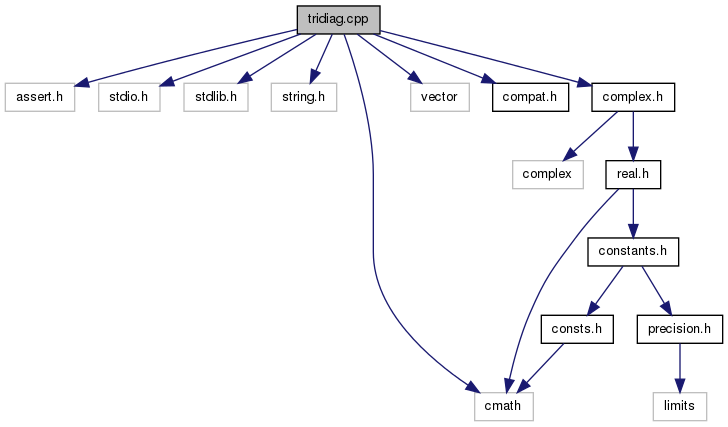 tridiag.cpp
assert.h
stdio.h
stdlib.h
string.h
vector
compat.h
complex.h
complex
real.h
constants.h
consts.h
precision.h
cmath
limits